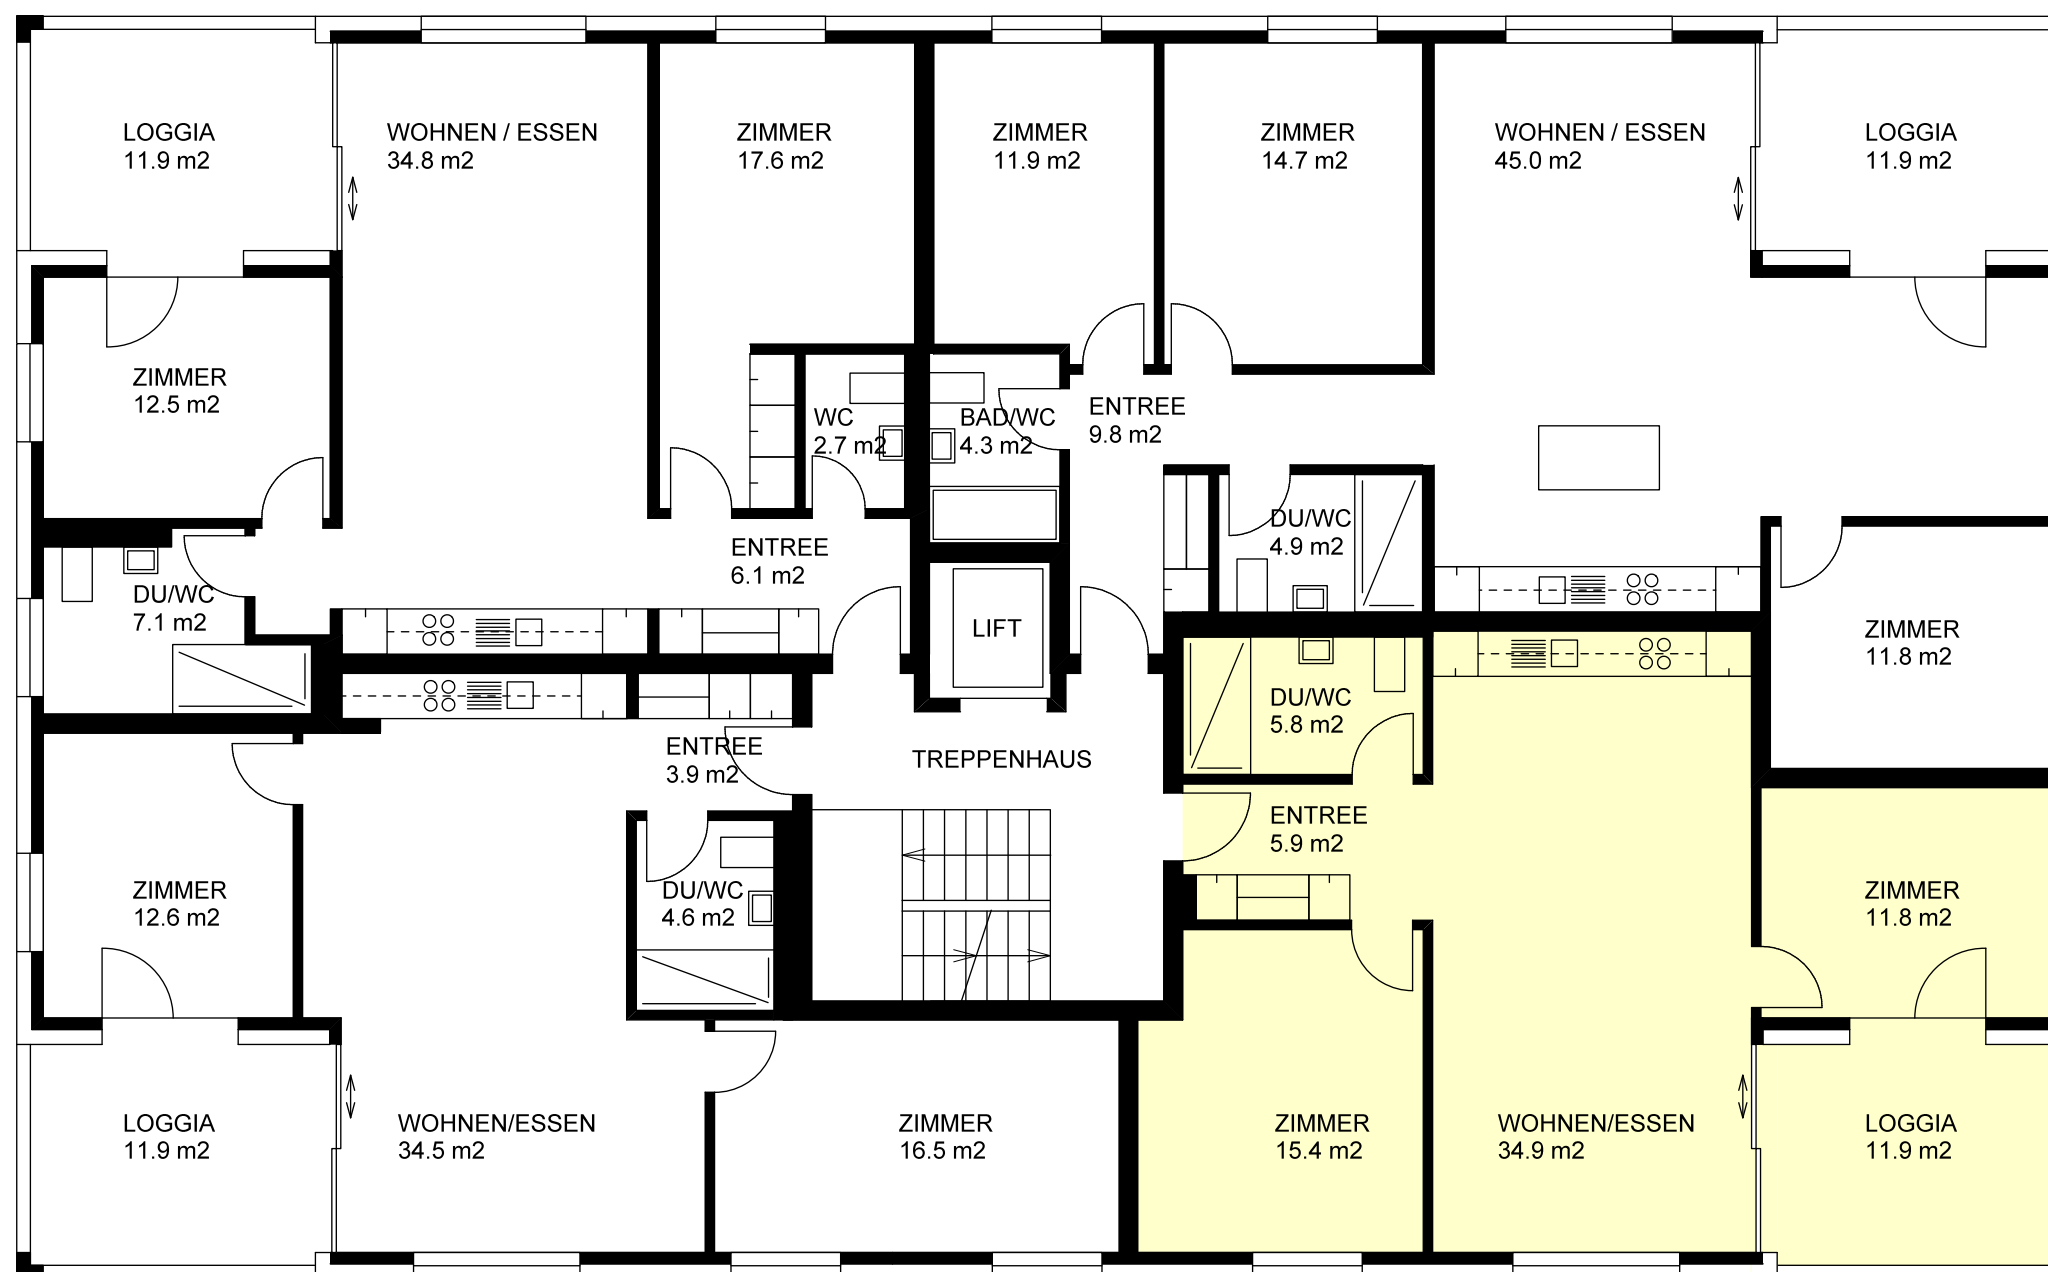 LOGGIA
11.9 m2
WOHNEN / ESSEN
34.8 m2
ZIMMER
17.6 m2
ZIMMER
11.9 m2
ZIMMER
14.7 m2
WOHNEN / ESSEN
45.0 m2
LOGGIA
11.9 m2
ZIMMER
12.5 m2
WC
2.7 m2
BAD/WC
4.3 m2
ENTREE
9.8 m2
DU/WC
4.9 m2
ENTREE
6.1 m2
DU/WC
7.1 m2
LIFT
ZIMMER
11.8 m2
DU/WC
5.8 m2
ENTREE
3.9 m2
TREPPENHAUS
ENTREE
5.9 m2
ZIMMER
12.6 m2
DU/WC
4.6 m2
ZIMMER
11.8 m2
LOGGIA
11.9 m2
WOHNEN/ESSEN
34.5 m2
ZIMMER
16.5 m2
ZIMMER
15.4 m2
WOHNEN/ESSEN
34.9 m2
LOGGIA
11.9 m2